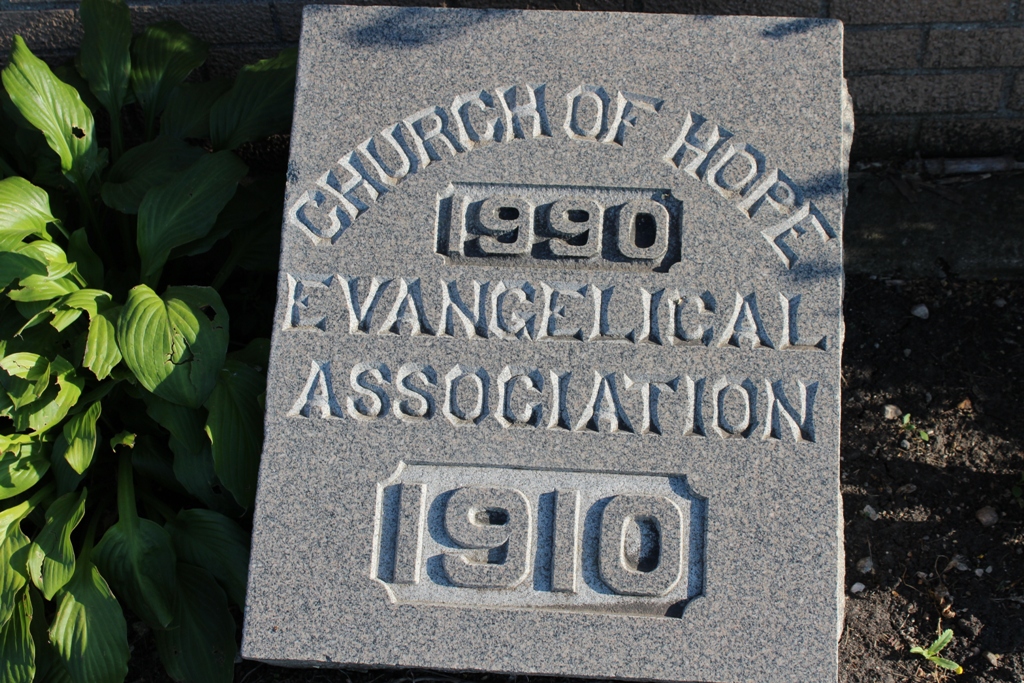 CHURCH OF HOPE
1990
EVANGELICAL
ASSOCIATION
1910